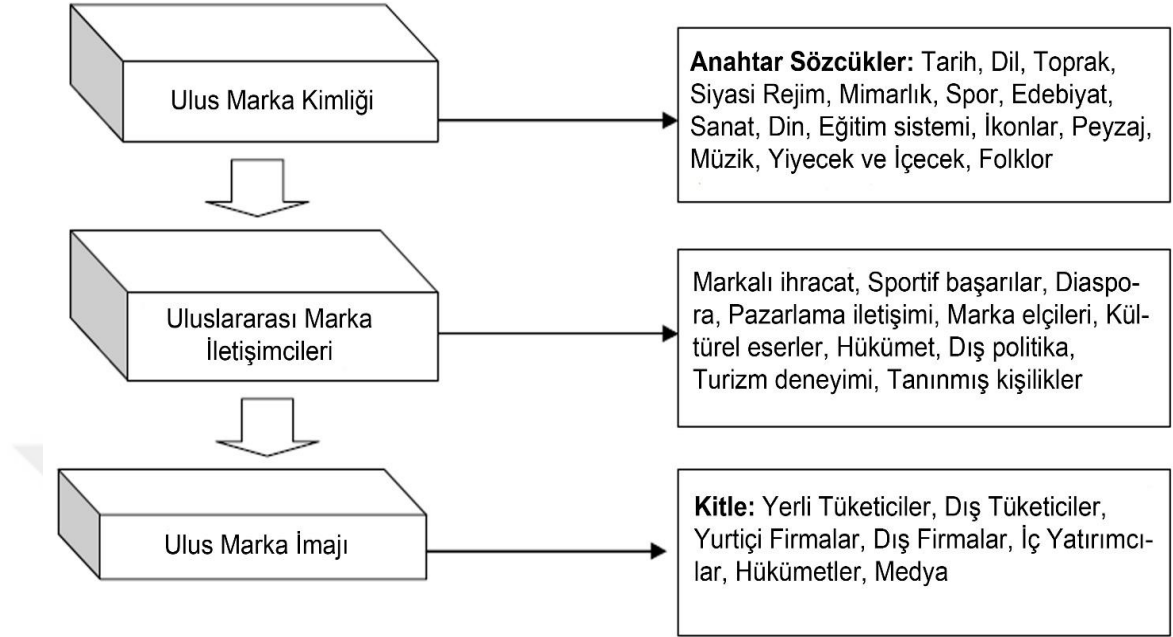 Ulus Marka Kimliği
Anahtar Sözcükler: Tarih, Dil, Toprak,
Siyasi Rejim, Mimarlık, Spor, Edebiyat,
Sanat, Din, Eğitim sistemi, İkonlar, Peyzaj,
Müzik, Yiyecek ve İçecek, Folklor
Uluslararası Marka
İletişimcileri
Markalı ihracat, Sportif başarılar, Diaspo-
ra, Pazarlama iletişimi, Marka elçileri, Kül-
türel eserler, Hükümet, Dış politika,
Turizm deneyimi, Tanınmış kişilikler
Ulus Marka İmajı
Kitle: Yerli Tüketiciler, Dış Tüketiciler,
Yurtiçi Firmalar, Dış Firmalar, İç Yatırımcı-
lar, Hükümetler, Medya